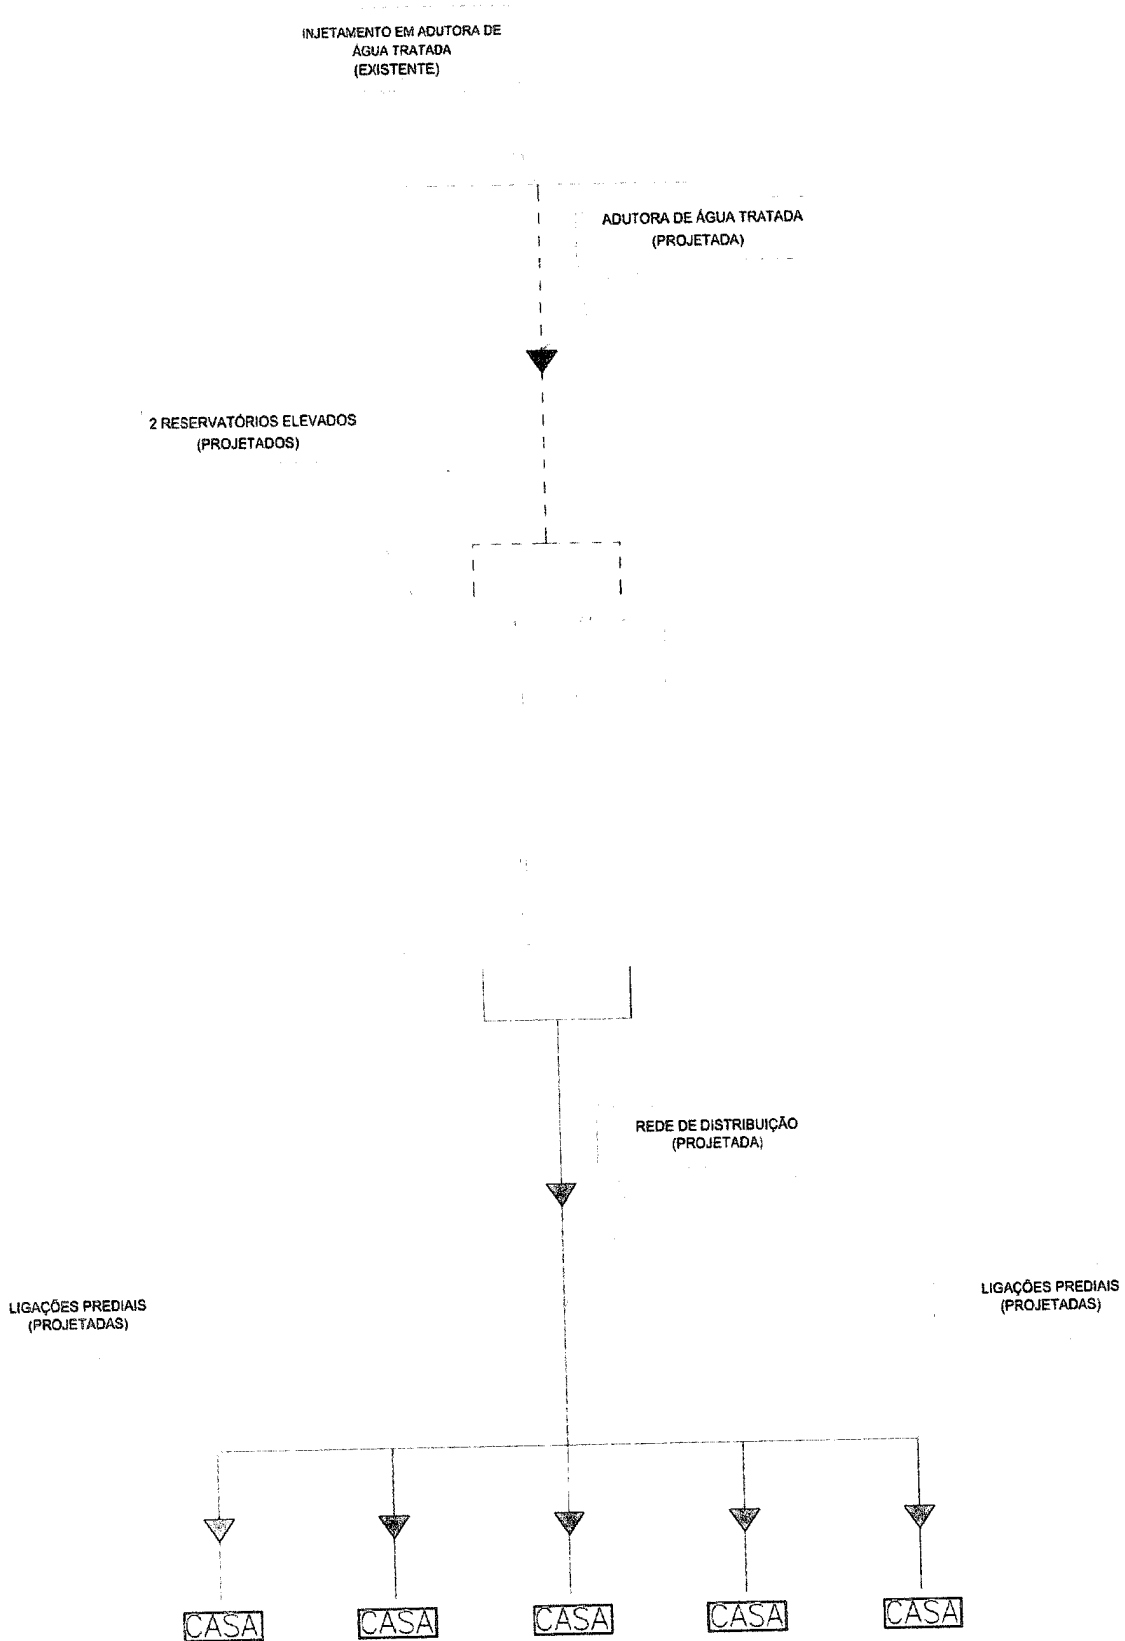 INJETAMENTO EM ADUTORA DE
ÁGUA TRATADA
(EXISTENTE)
ADUTORA DE ÁGUA TRATADA
(PROJETADA)
2 RESERVATÓRIOS ELEVADOS
(PROJETADOS)
REDE DE DISTRIBUIÇÃO
(PROJETADA)
LIGAÇÕES PREDIAIS
(PROJETADAS)
LIGAÇÕES PREDIAIS
(PROJETADAS)
CASA CASA CASA CASA CASA